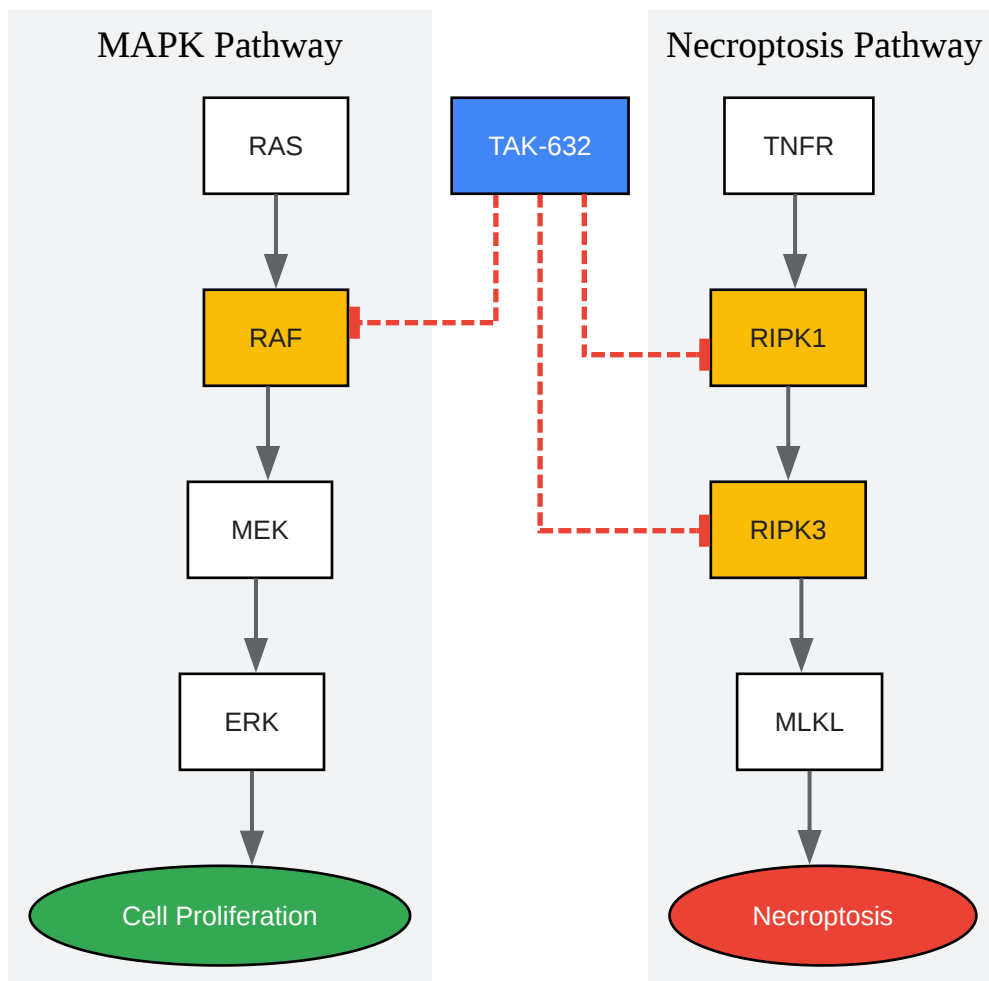 MAPK Pathway
Necroptosis Pathway
RAS
TAK-632
TNFR
RAF
RIPK1
MEK
RIPK3
ERK
MLKL
Cell Proliferation
Necroptosis